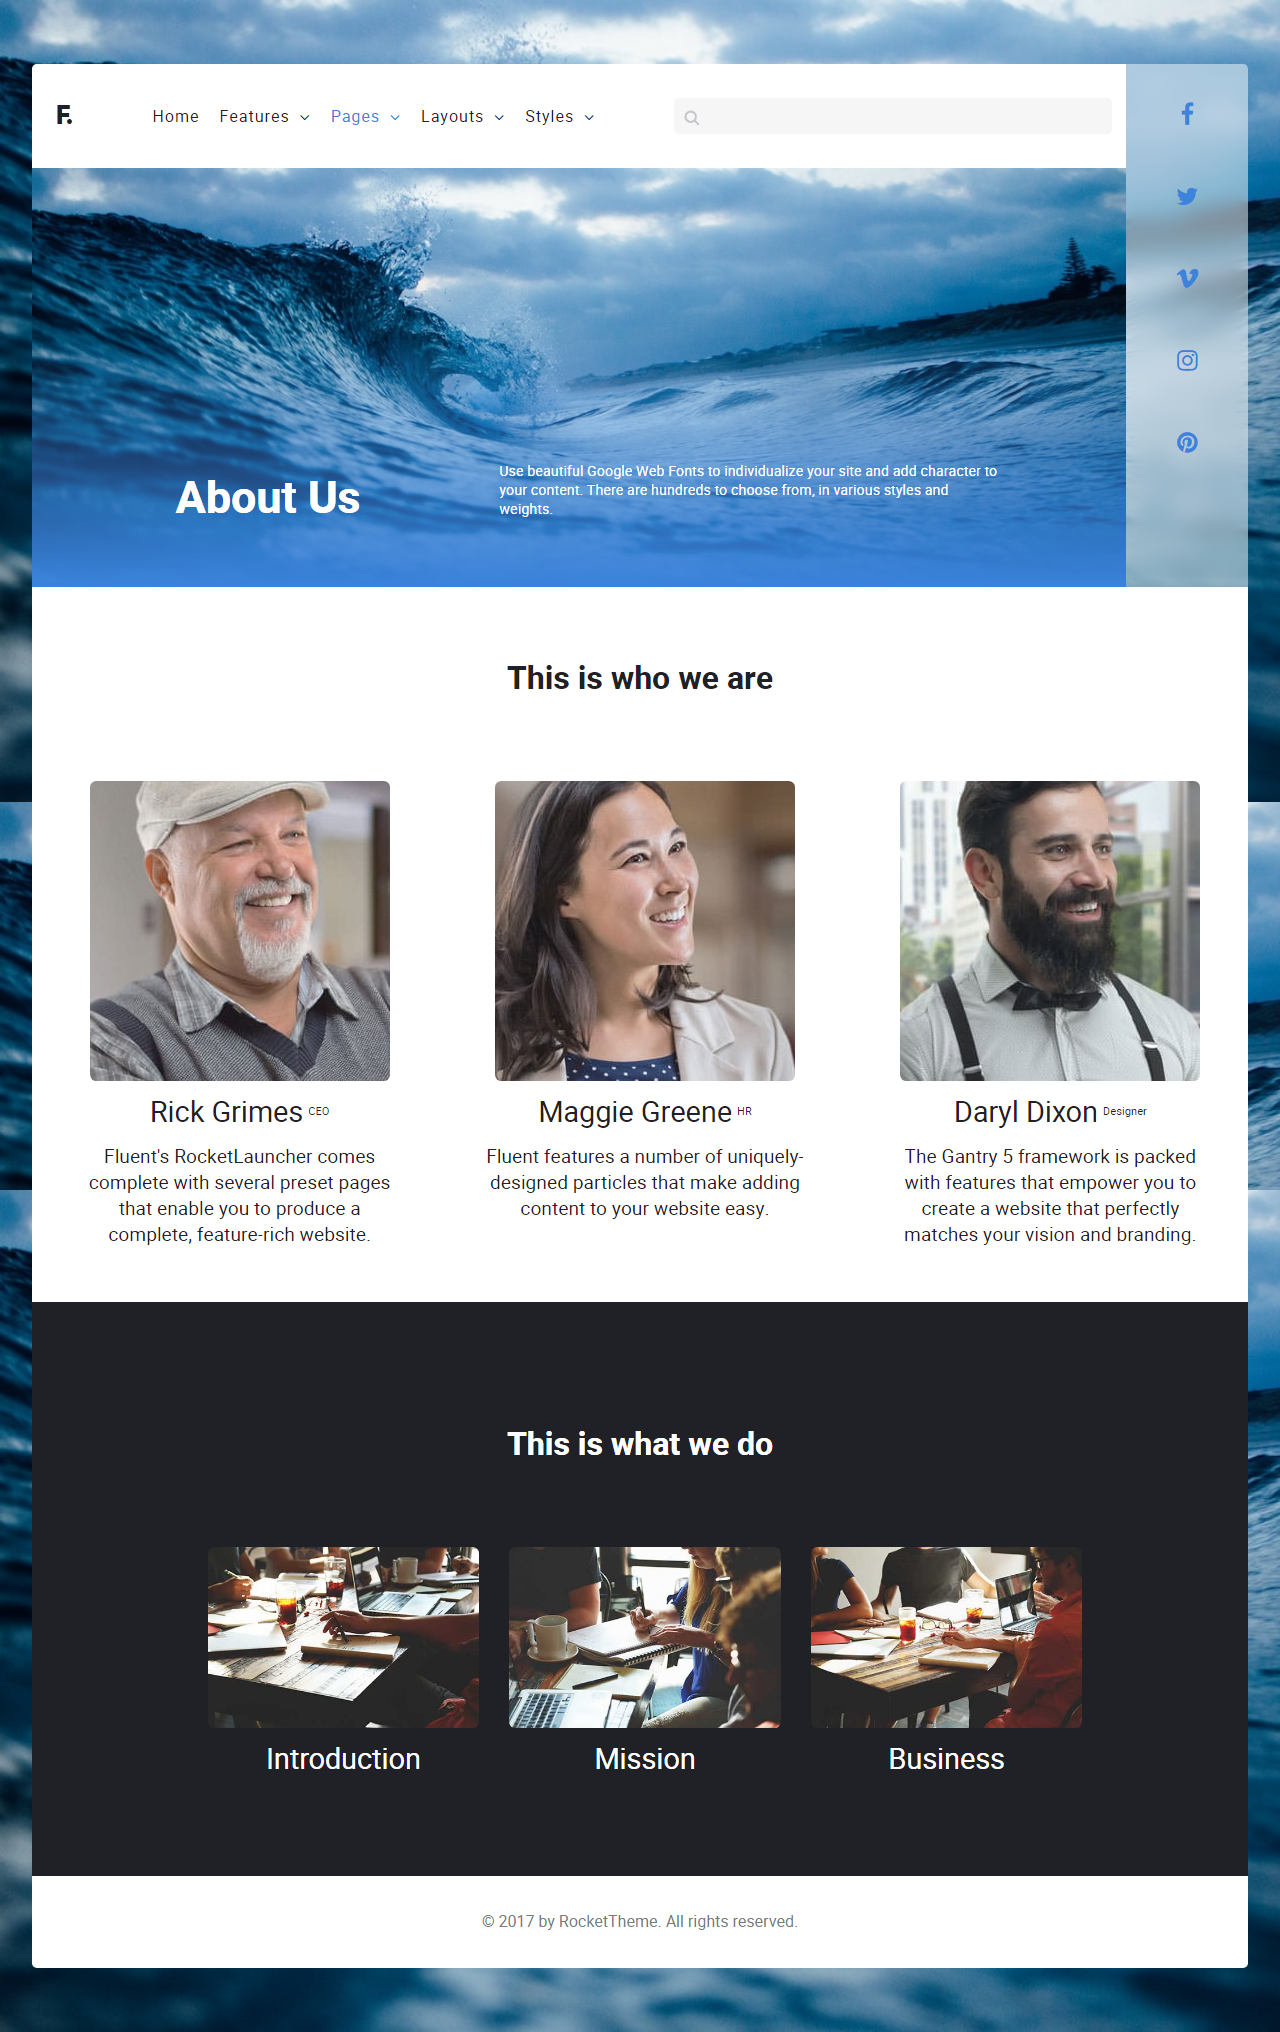 F.
Home Features Pages Layouts Styles
About Us
Use beautiful Google Web Fonts to individualize your site and add character to
your content. There are hundreds to choose from, in various styles and
weights.
This is who we are
Rick Grimes CEO
Fluent's RocketLauncher comes
complete with several preset pages
that enable you to produce a
complete, feature-rich website.
Maggie Greene HR
Fluent features a number of uniquely-
designed particles that make adding
content to your website easy.
Daryl Dixon Designer
The Gantry 5 framework is packed
with features that empower you to
create a website that perfectly
matches your vision and branding.
This is what we do
Introduction
Mission
Business
© 2017 by RocketTheme. All rights reserved.